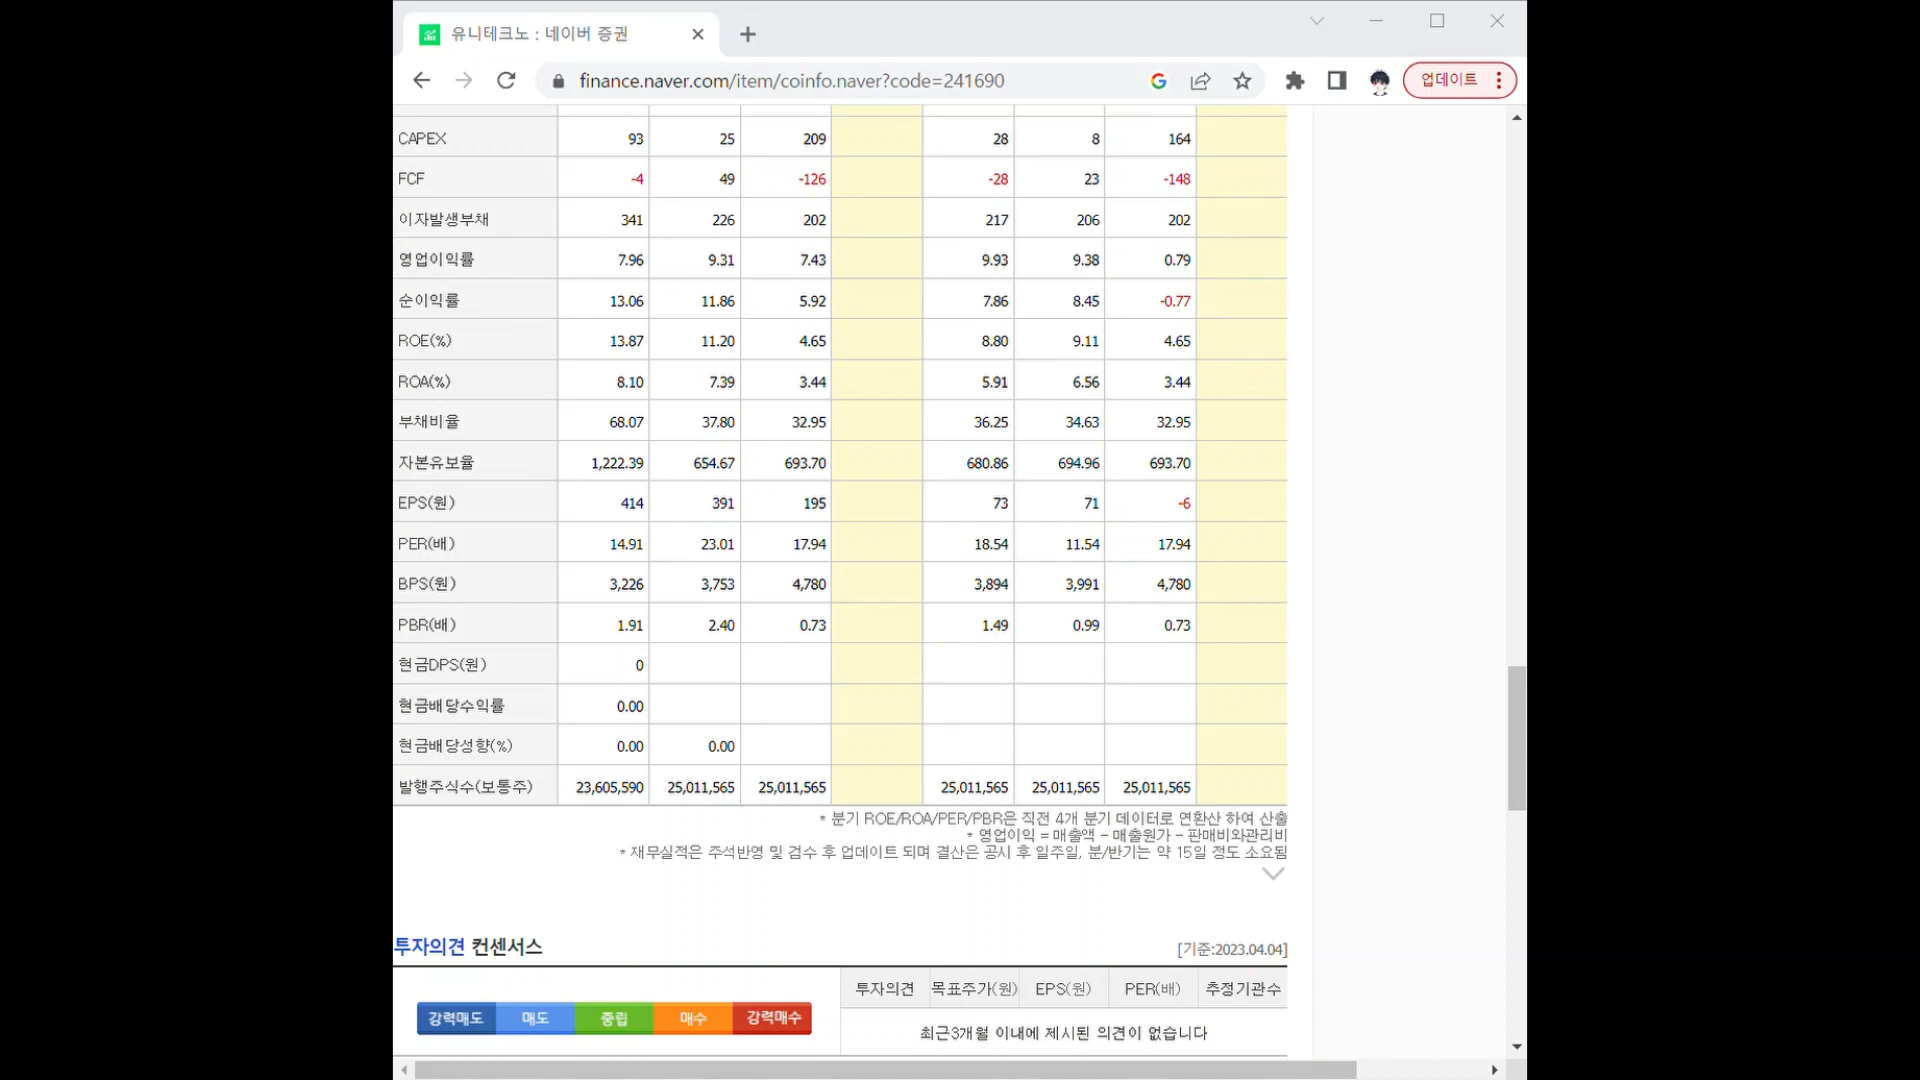 유니테크노 : 네이버 증권
finance.naver.com/item/coinfo.naver?code=241690
업데이트
CAPEX 93 25 209 28 8 164
FCF -4 49 -126 -28 23 -148
이자발생부채 341 226 202 217 206 202
영업이익률 7.96 9.31 7.43 9.93 9.38 0.79
순이익률 13.06 11.86 5.92 7.86 8.45 -0.77
ROE(%) 13.87 11.20 4.65 8.80 9.11 4.65
ROA(%) 8.10 7.39 3.44 5.91 6.56 3.44
부채비율 68.07 37.80 32.95 36.25 34.63 32.95
자본유보율 1,222.39 654.67 693.70 680.86 694.96 693.70
EPS(원) 414 391 195 73 71 -6
PER(배) 14.91 23.01 17.94 18.54 11.54 17.94
BPS(원) 3,226 3,753 4,780 3,894 3,991 4,780
PBR(배) 1.91 2.40 0.73 1.49 0.99 0.73
현금DPS(원) 0
현금배당수익률 0.00
현금배당성향(%) 0.00 0.00
발행주식수(보통주) 23,605,590 25,011,565 25,011,565 25,011,565 25,011,565 25,011,565
* 분기 ROE/ROA/PER/PBR은 직전 4개 분기 데이터로 연환산 하여 산출
* 영업이익 = 매출액 - 매출원가 - 판매비와관리비
* 재무실적은 주석반영 및 검수 후 업데이트 되며 결산은 공시 후 일주일, 분/반기는 약 15일 정도 소요됨
투자의견 컨센서스 [기준:2023.04.04]
투자의견 목표주가(원) EPS(원) PER(배) 추정기관수
강력매도 매도 중립 매수 강력매수
최근3개월 이내에 제시된 의견이 없습니다